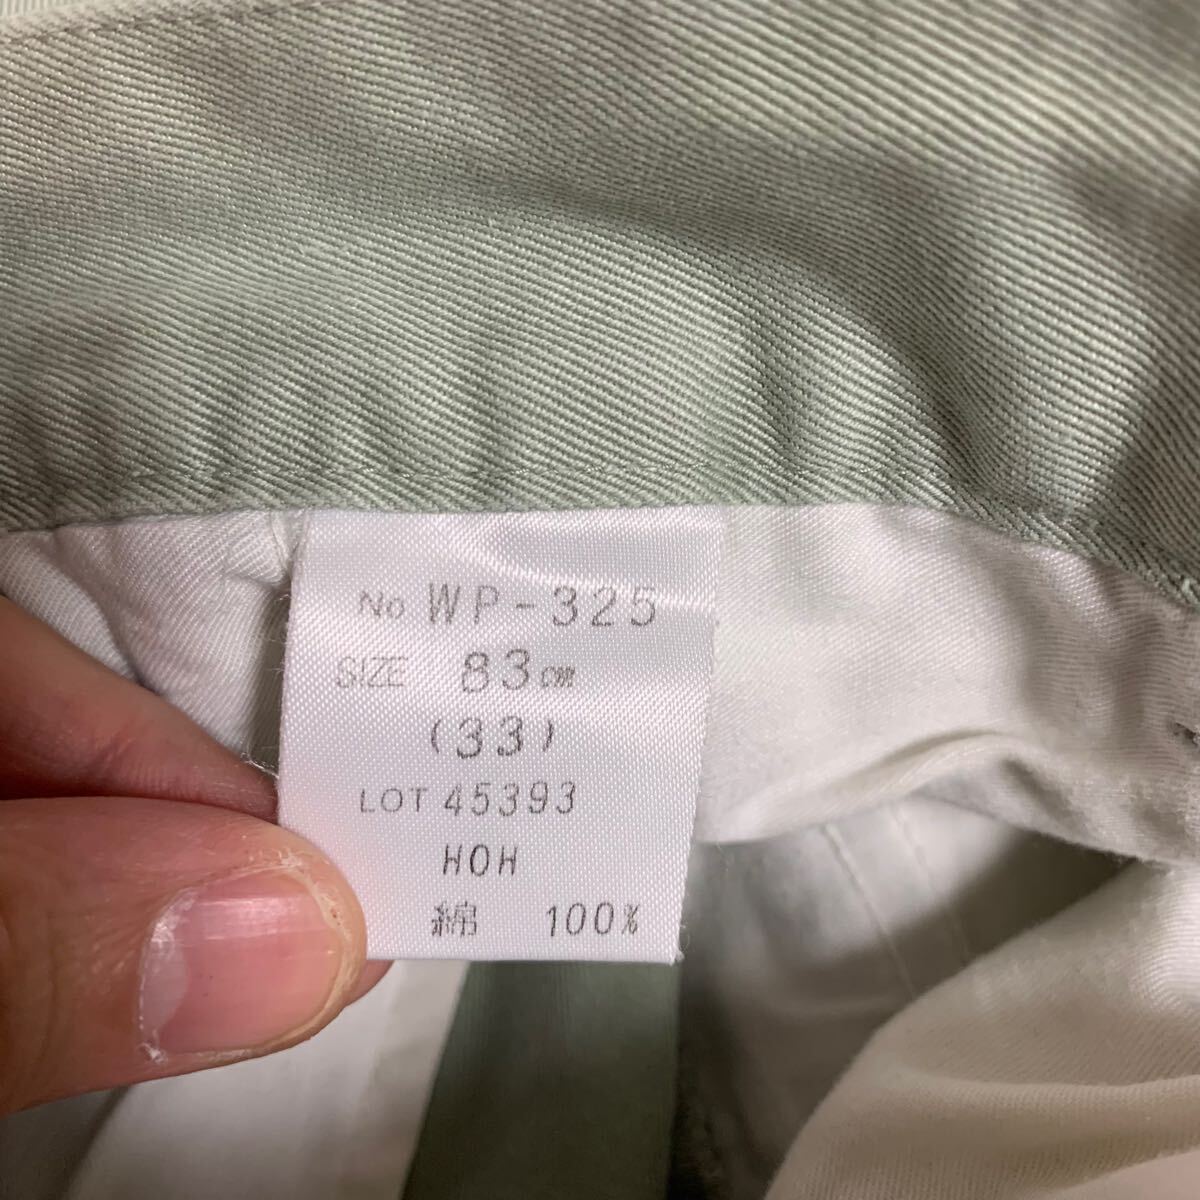 No WP-325
SIZE 83cm
(33)
LOT 45393
HOH
綿 100%